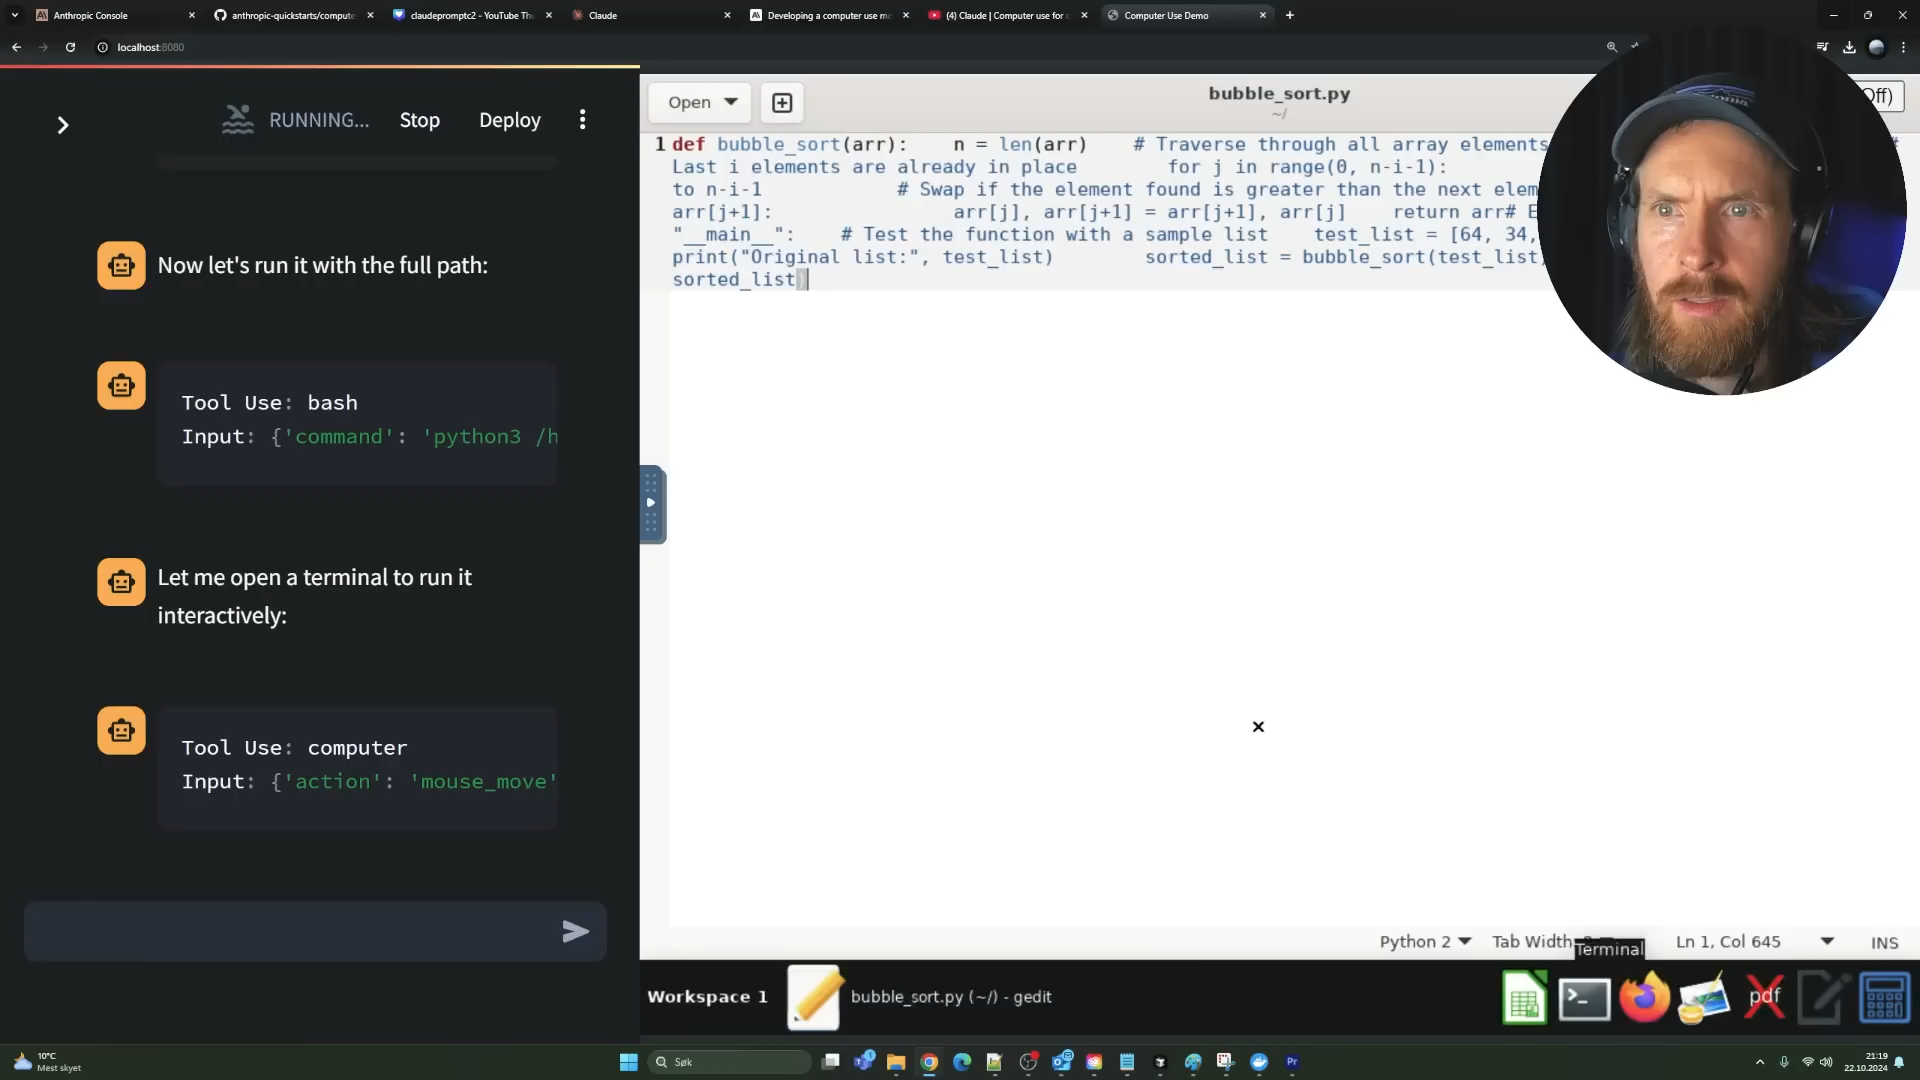 Anthropic Console
anthropic-quickstarts/compute
claudepromptc2 - YouTube Th
Claude
Developing a computer use m
(4) Claude | Computer use for
Computer Use Demo
localhost:8080
RUNNING...
Stop
Deploy
Now let's run it with the full path:
Tool Use: bash
Input: {'command': 'python3 /h
Let me open a terminal to run it
interactively:
Tool Use: computer
Input: {'action': 'mouse_move'
Open
bubble_sort.py
~/
Off)
1 def bubble_sort(arr):    n = len(arr)    # Traverse through all array elements
Last i elements are already in place        for j in range(0, n-i-1):
to n-i-1            # Swap if the element found is greater than the next elem
arr[j+1]:                arr[j], arr[j+1] = arr[j+1], arr[j]    return arr# E
"__main__":    # Test the function with a sample list    test_list = [64, 34,
print("Original list:", test_list)        sorted_list = bubble_sort(test_list)
sorted_list)
Python 2
Tab Width:
Terminal
Ln 1, Col 645
INS
Workspace 1
bubble_sort.py (~/) - gedit
pdf
10°C
Mest skyet
Søk
Pr
21:19
22.10.2024